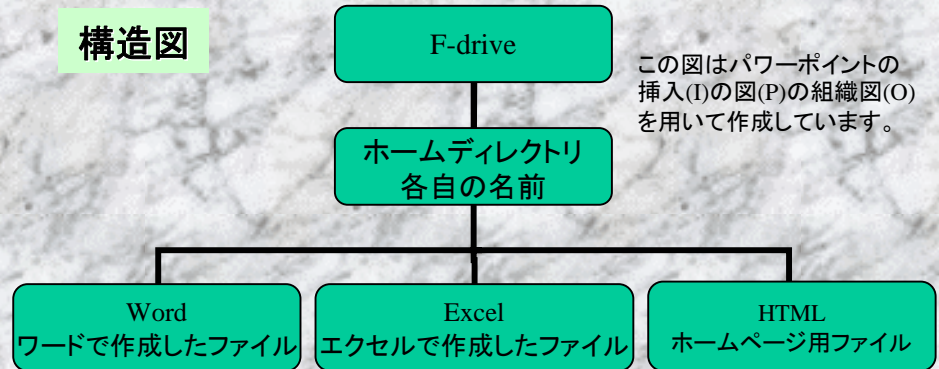 構造図
F-drive
この図はパワーポイントの
挿入(I)の図(P)の組織図(O)
を用いて作成しています。
ホームディレクトリ
各自の名前
Word
ワードで作成したファイル
Excel
エクセルで作成したファイル
HTML
ホームページ用ファイル